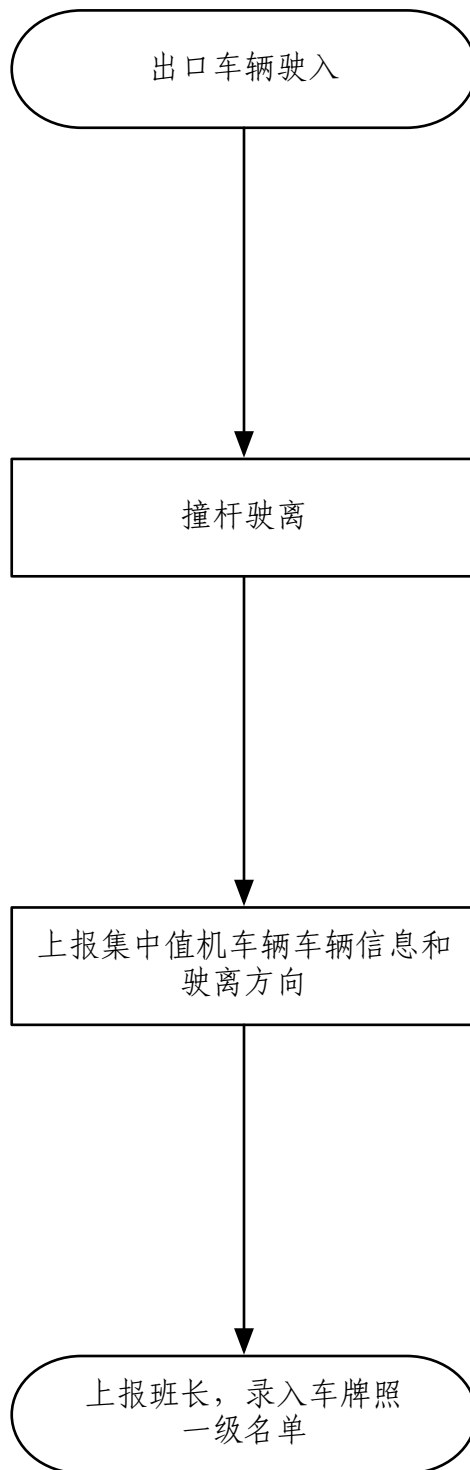 出口车辆驶入
撞杆驶离
上报集中值机车辆车辆信息和
驶离方向
上报班长，录入车牌照
一级名单